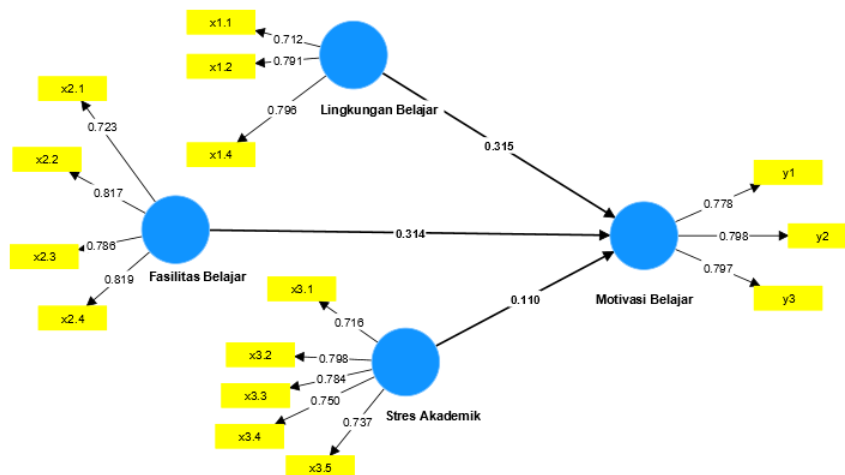 x1.1
0.712
x1.2
0.791
x1.4
0.796
Lingkungan Belajar
0.315
x2.1
0.723
x2.2
0.817
x2.3
0.786
x2.4
0.819
Fasilitas Belajar
0.314
x3.1
0.716
x3.2
0.798
x3.3
0.784
x3.4
0.750
x3.5
0.737
Stres Akademik
0.110
Motivasi Belajar
y1
0.778
y2
0.798
y3
0.797